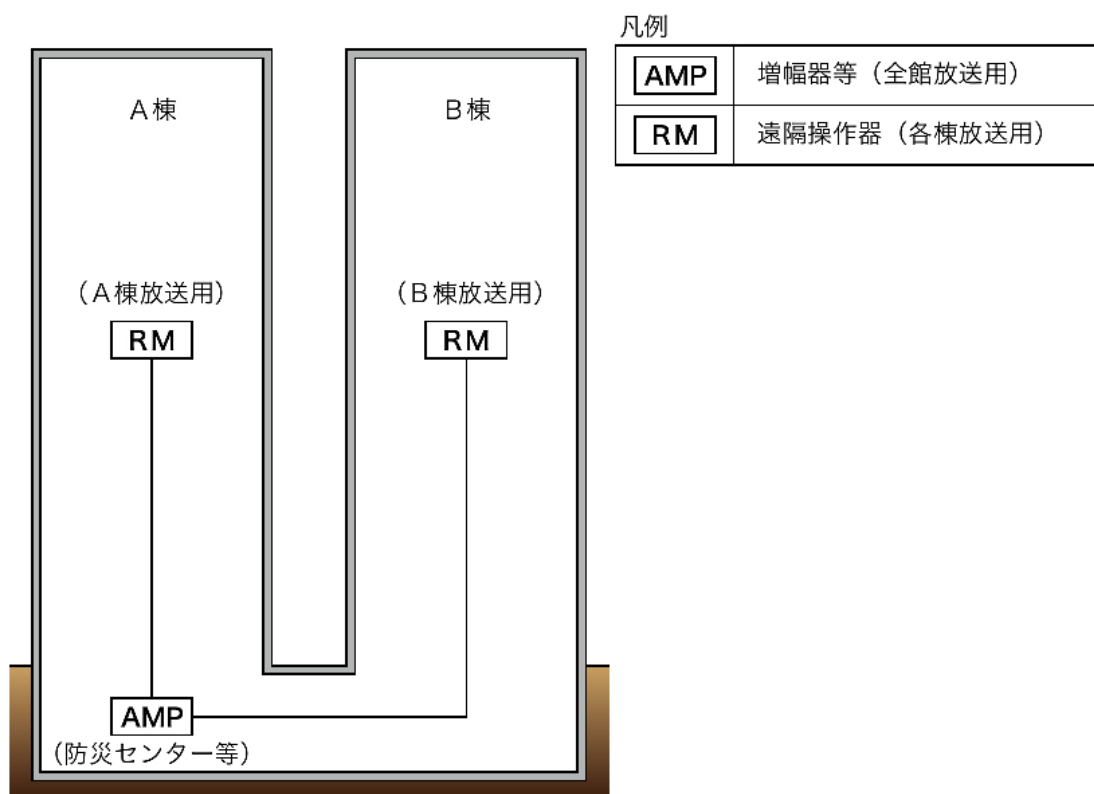 凡例
AMP 増幅器等（全館放送用）
RM 遠隔操作器（各棟放送用）
A棟 B棟
（A棟放送用） （B棟放送用）
RM RM
AMP
（防災センター等）